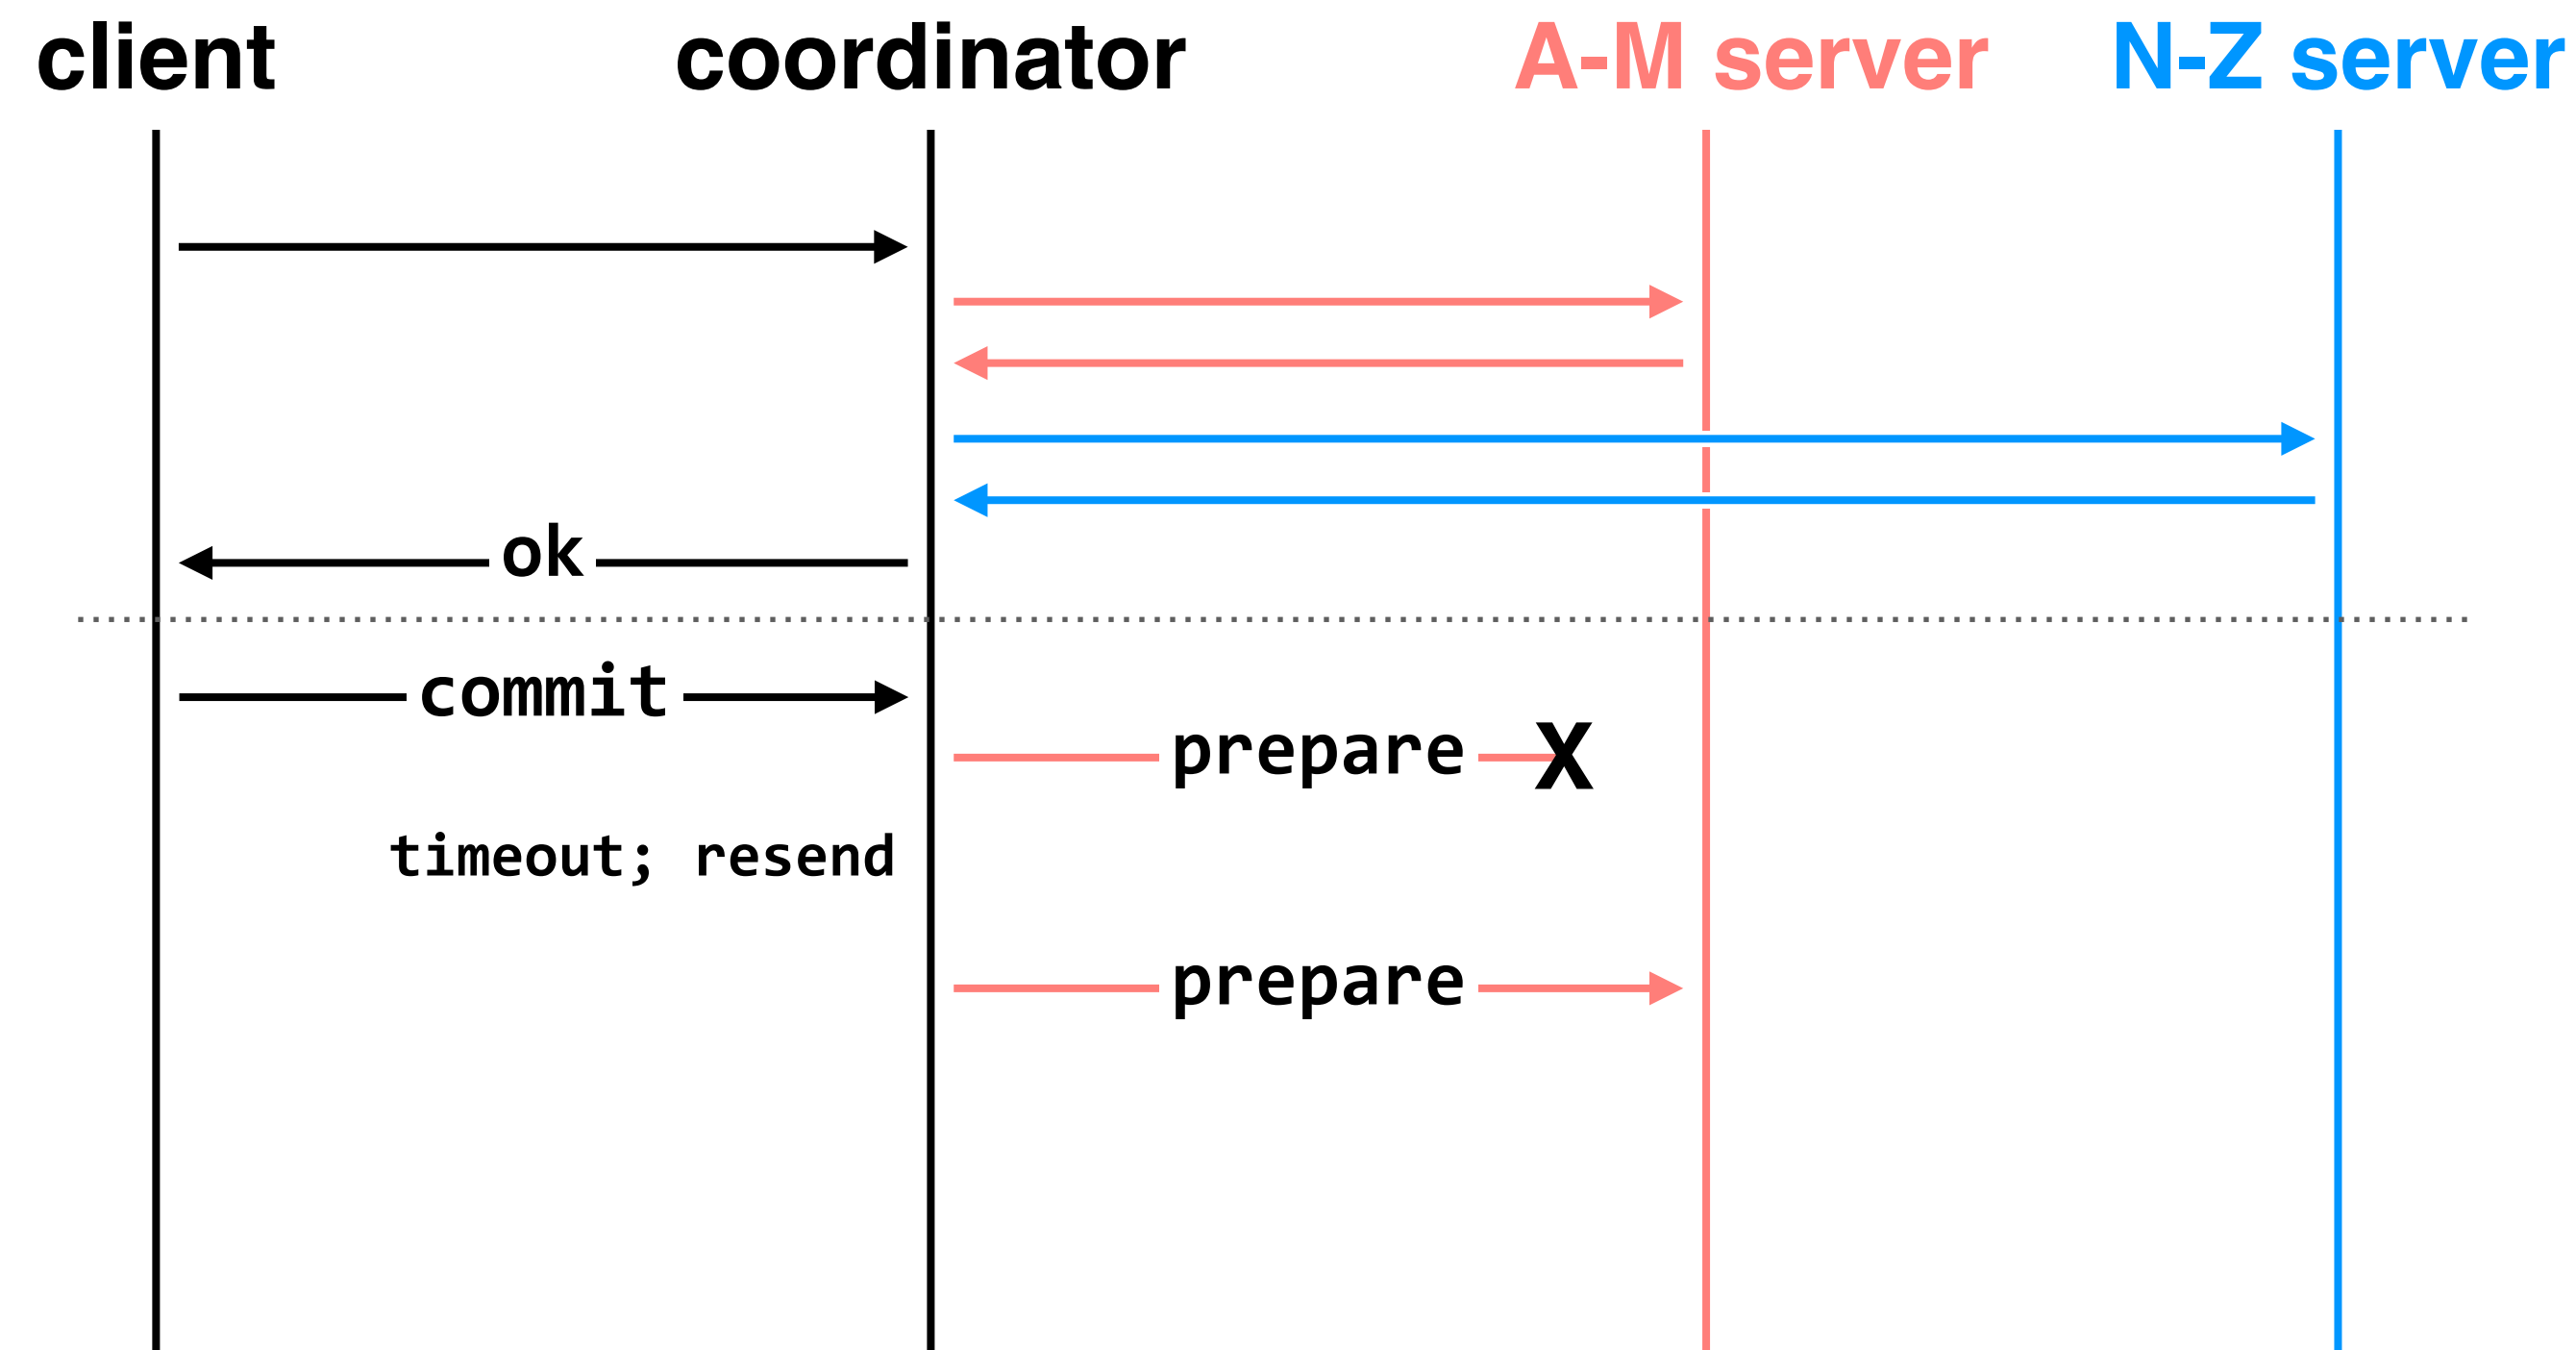 client coordinator A-M server N-Z server
ok
commit
prepare X
timeout; resend
prepare